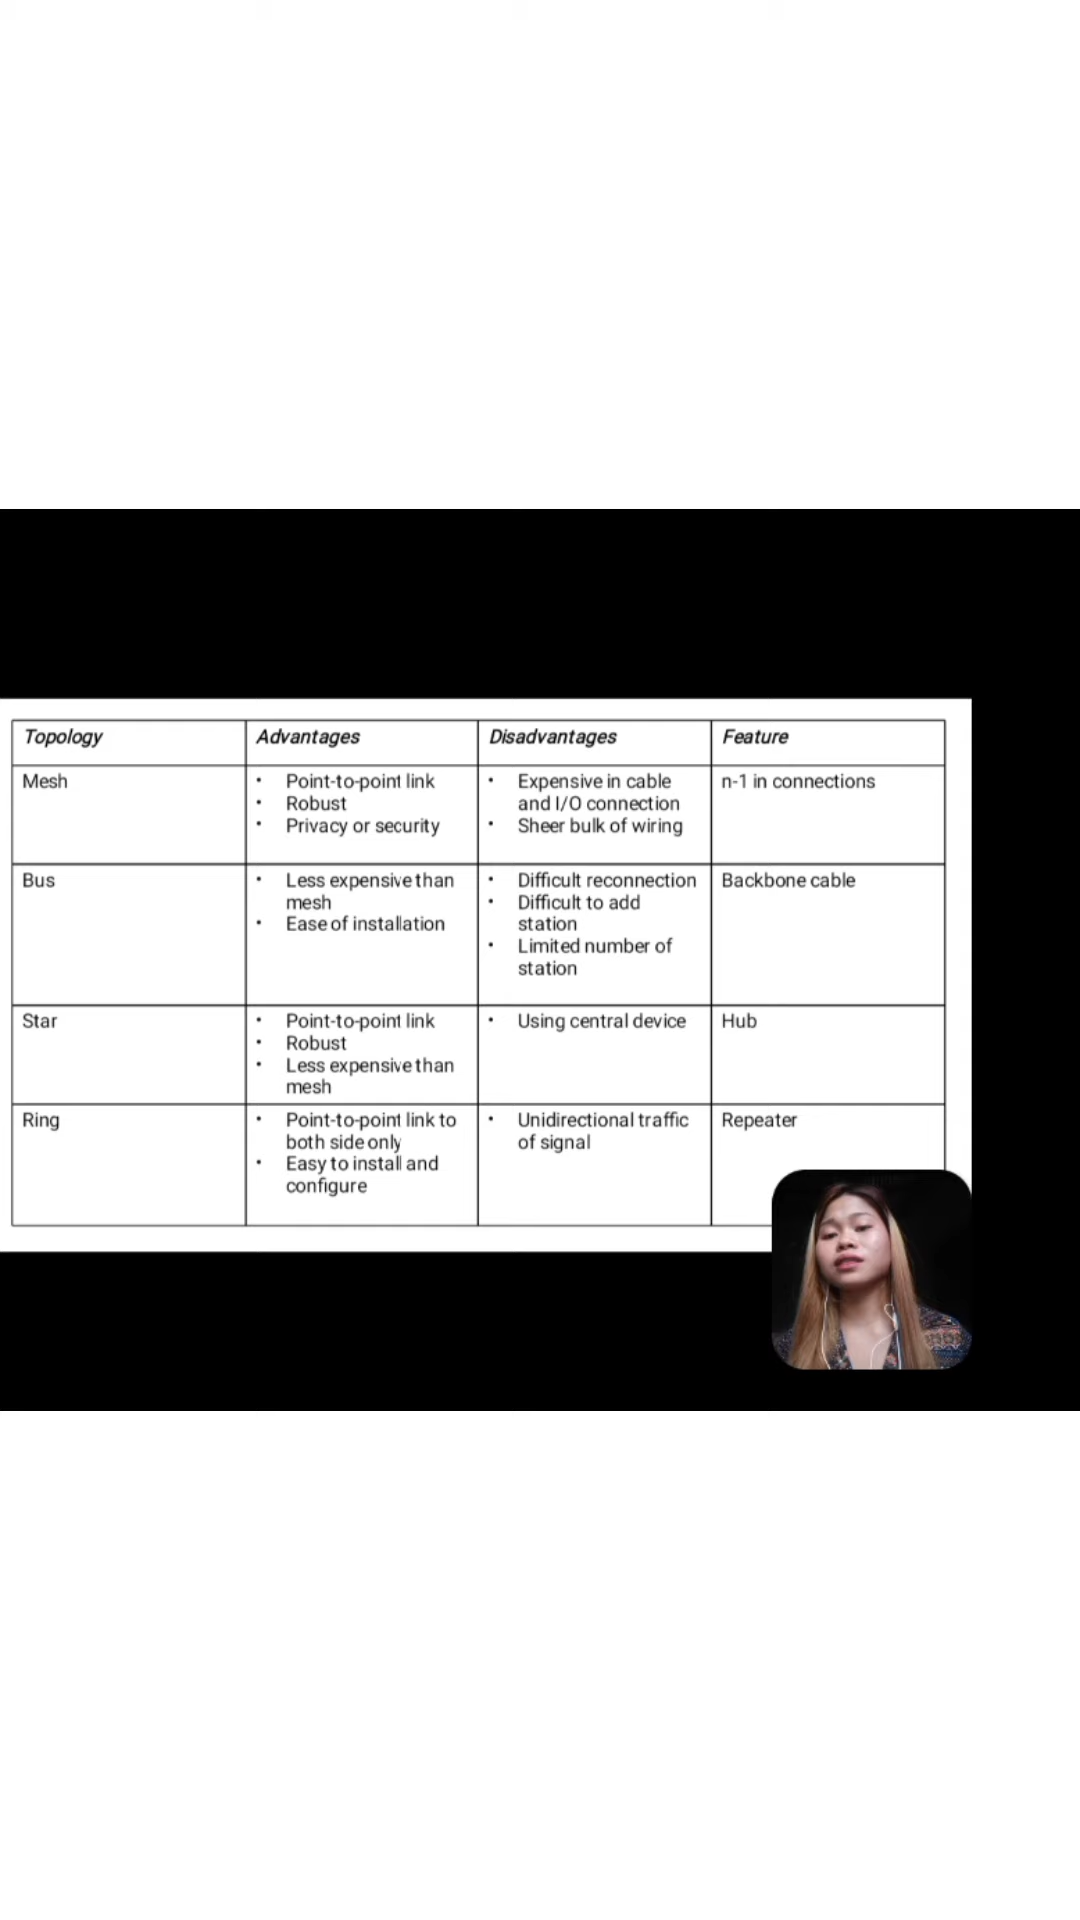 Topology Advantages Disadvantages Feature
Mesh
• Point-to-point link
• Robust
• Privacy or security
• Expensive in cable
and I/O connection
• Sheer bulk of wiring
n-1 in connections
Bus
• Less expensive than
mesh
• Ease of installation
• Difficult reconnection
• Difficult to add
station
• Limited number of
station
Backbone cable
Star
• Point-to-point link
• Robust
• Less expensive than
mesh
• Using central device
Hub
Ring
• Point-to-point link to
both side only
• Easy to install and
configure
• Unidirectional traffic
of signal
Repeater